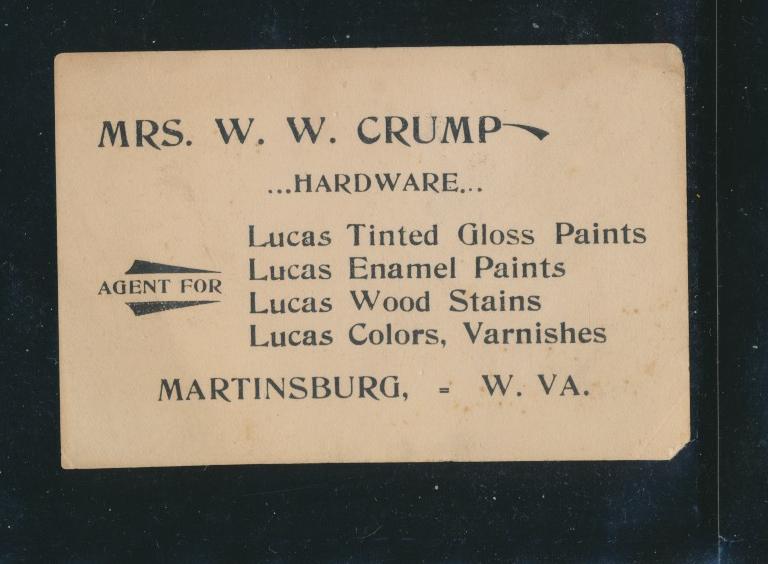 MRS. W. W. CRUMP
...HARDWARE...
AGENT FOR
Lucas Tinted Gloss Paints
Lucas Enamel Paints
Lucas Wood Stains
Lucas Colors, Varnishes
MARTINSBURG, = W. VA.